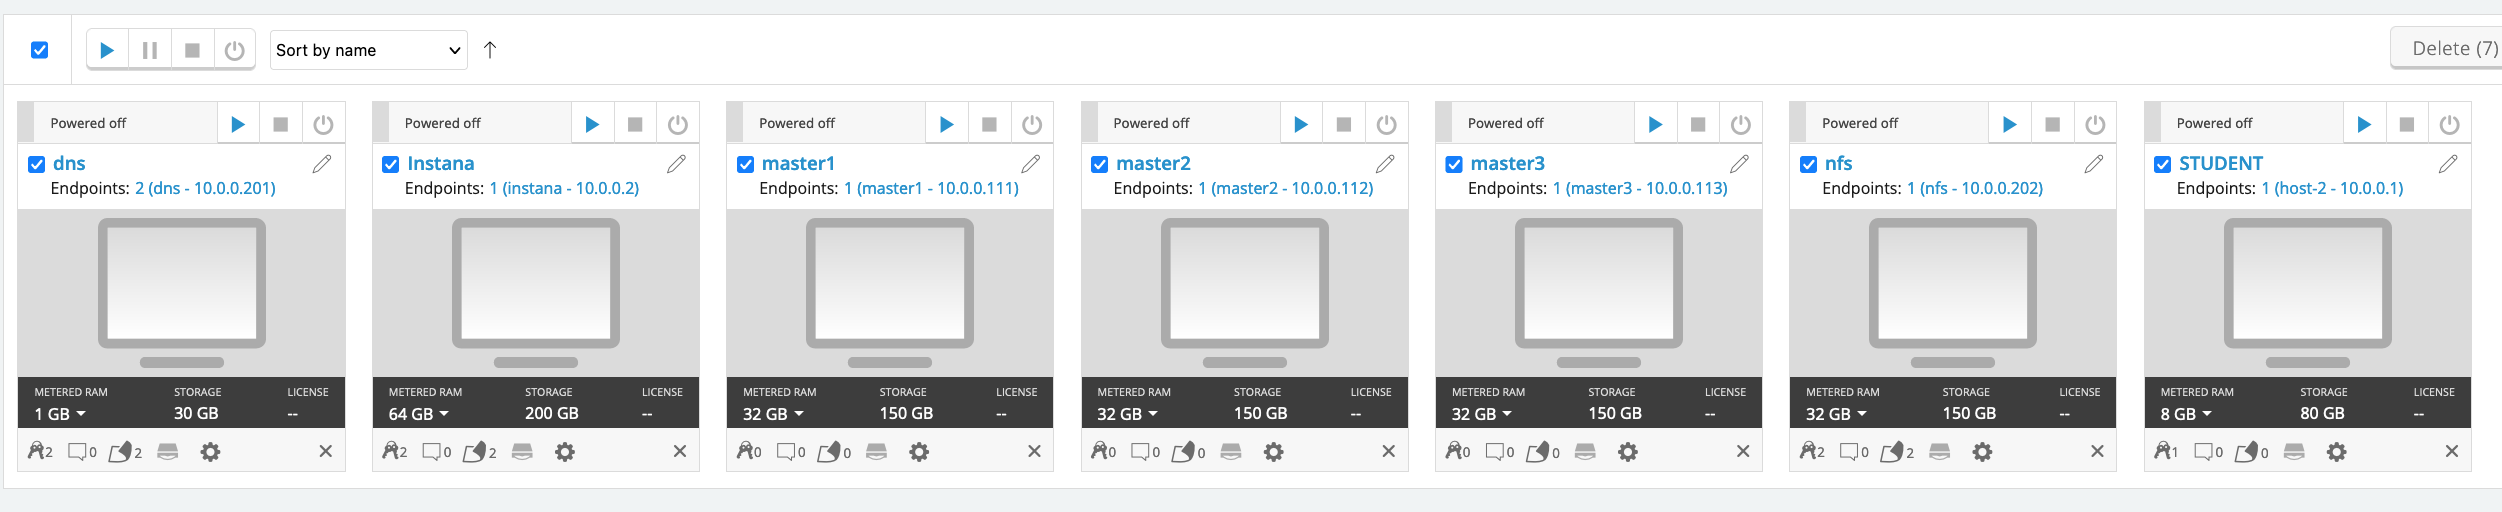 Sort by name
Delete (7)
Powered off
dns
Endpoints: 2 (dns - 10.0.0.201)
METERED RAM STORAGE LICENSE
1 GB 30 GB --
2 0 2
Powered off
Instana
Endpoints: 1 (instana - 10.0.0.2)
METERED RAM STORAGE LICENSE
64 GB 200 GB --
2 0 2
Powered off
master1
Endpoints: 1 (master1 - 10.0.0.111)
METERED RAM STORAGE LICENSE
32 GB 150 GB --
0 0 0
Powered off
master2
Endpoints: 1 (master2 - 10.0.0.112)
METERED RAM STORAGE LICENSE
32 GB 150 GB --
0 0 0
Powered off
master3
Endpoints: 1 (master3 - 10.0.0.113)
METERED RAM STORAGE LICENSE
32 GB 150 GB --
0 0 0
Powered off
nfs
Endpoints: 1 (nfs - 10.0.0.202)
METERED RAM STORAGE LICENSE
32 GB 150 GB --
2 0 2
Powered off
STUDENT
Endpoints: 1 (host-2 - 10.0.0.1)
METERED RAM STORAGE LICENSE
8 GB 80 GB --
1 0 0